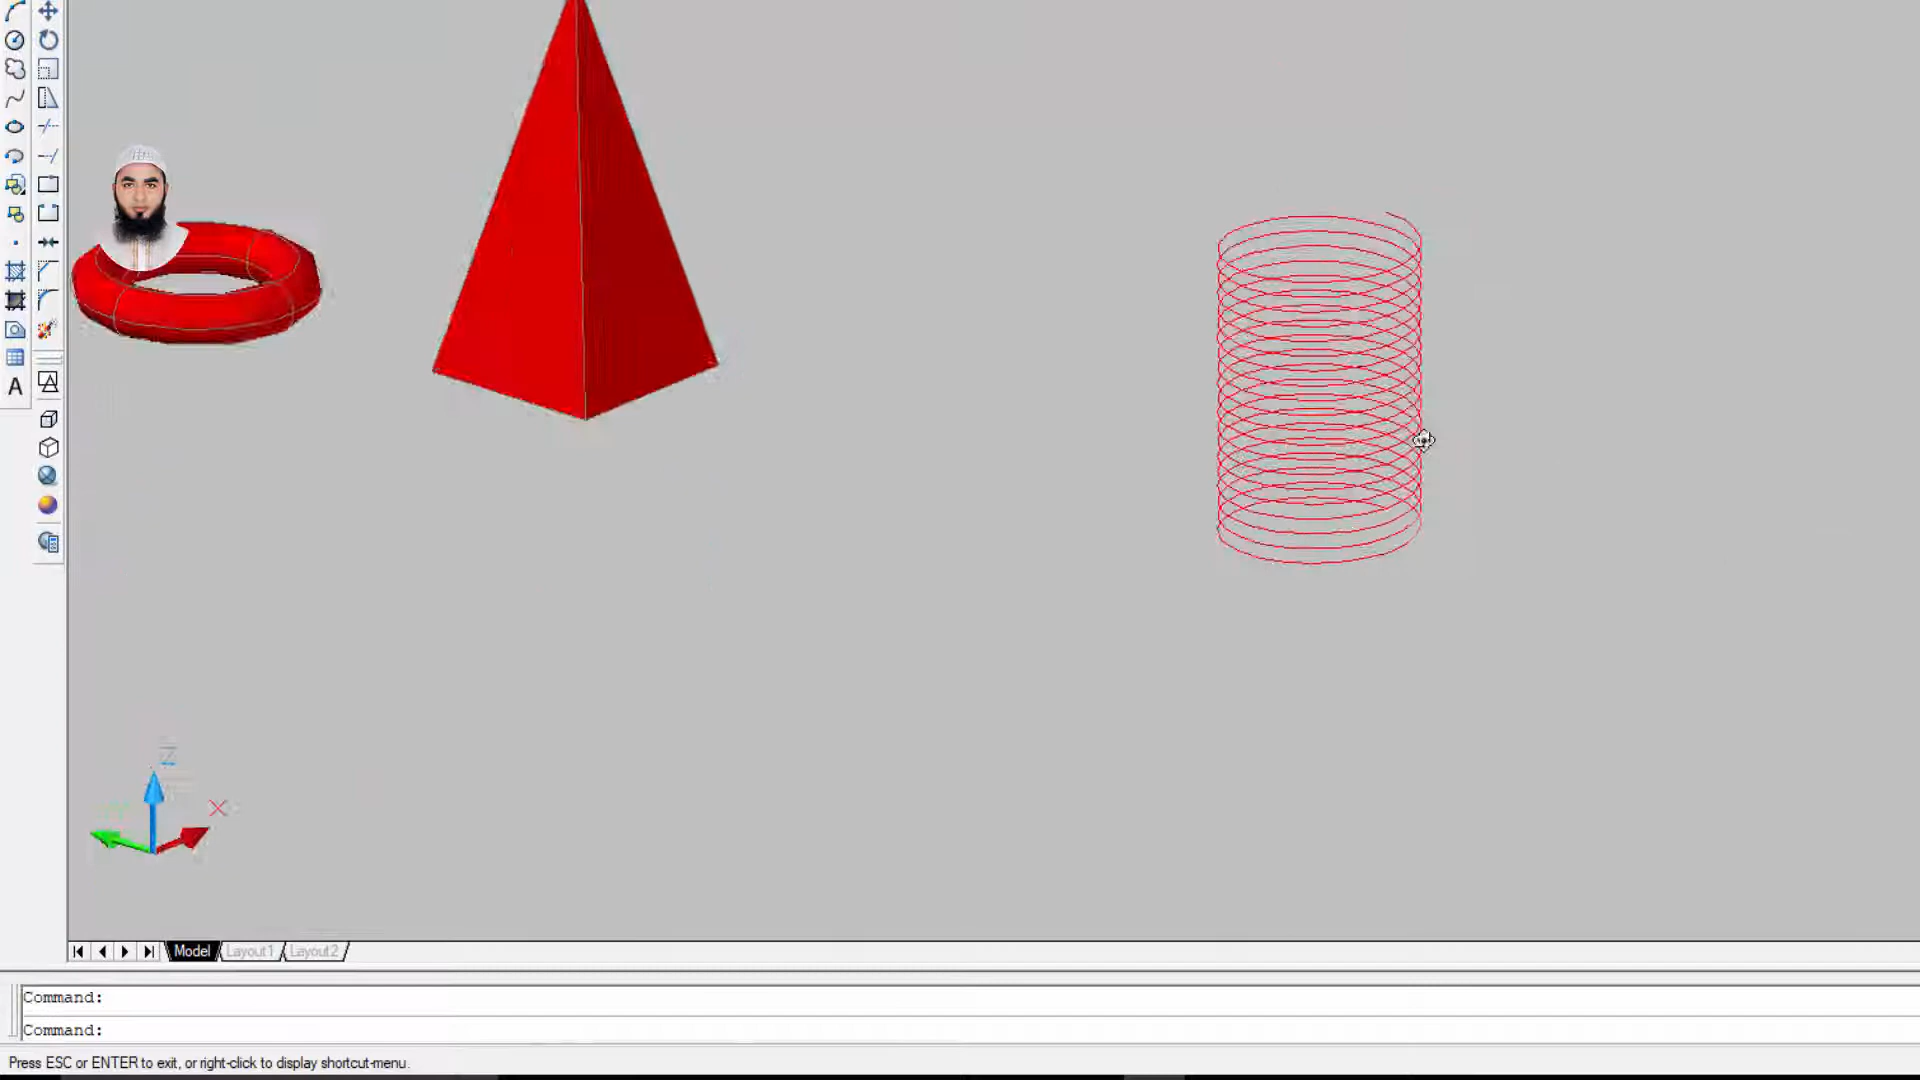 A
Z
Y
X
Model
Layout1
Layout2
Command:
Command:
Press ESC or ENTER to exit, or right-click to display shortcut-menu.